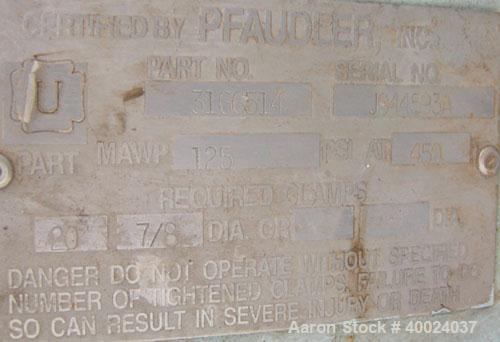 CERTIFIED BY PFAUDLER, INC.
PART NO. SERIAL NO.
U
PART MAWP 125 PSI AT 450
REQUIRED CLAMPS
20 7/8 DIA. OR DIA.
DANGER DO NOT OPERATE WITHOUT SPECIFIED
NUMBER OF TIGHTENED CLAMPS. FAILURE TO DO
SO CAN RESULT IN SEVERE INJURY OR DEATH
Aaron Stock # 40024037